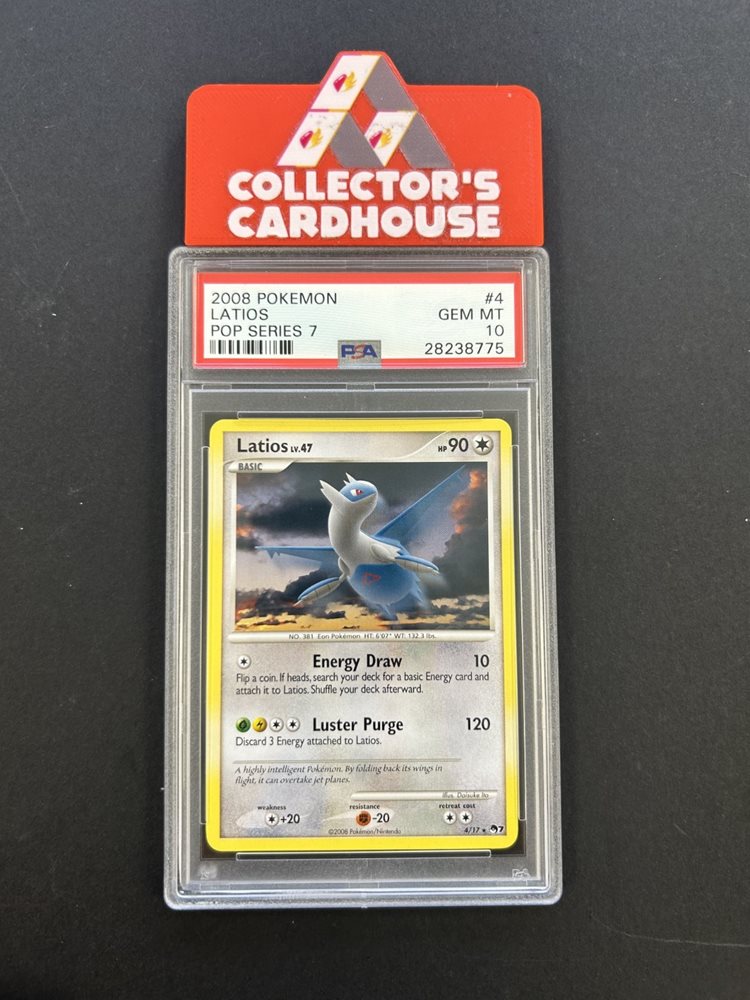 COLLECTOR'S
CARDHOUSE
2008 POKEMON #4
LATIOS GEM MT
POP SERIES 7 10
PSA 28238775
Latios LV.47 HP 90
BASIC
NO. 381 Eon Pokémon HT: 6'07" WT: 132.3 lbs.
Energy Draw 10
Flip a coin. If heads, search your deck for a basic Energy card and
attach it to Latios. Shuffle your deck afterward.
Luster Purge 120
Discard 3 Energy attached to Latios.
A highly intelligent Pokémon. By folding back its wings in
flight, it can overtake jet planes.
Illus. Daisuke Ito
weakness resistance retreat cost
+20 -20
©2008 Pokémon/Nintendo 4/17 ★ 7